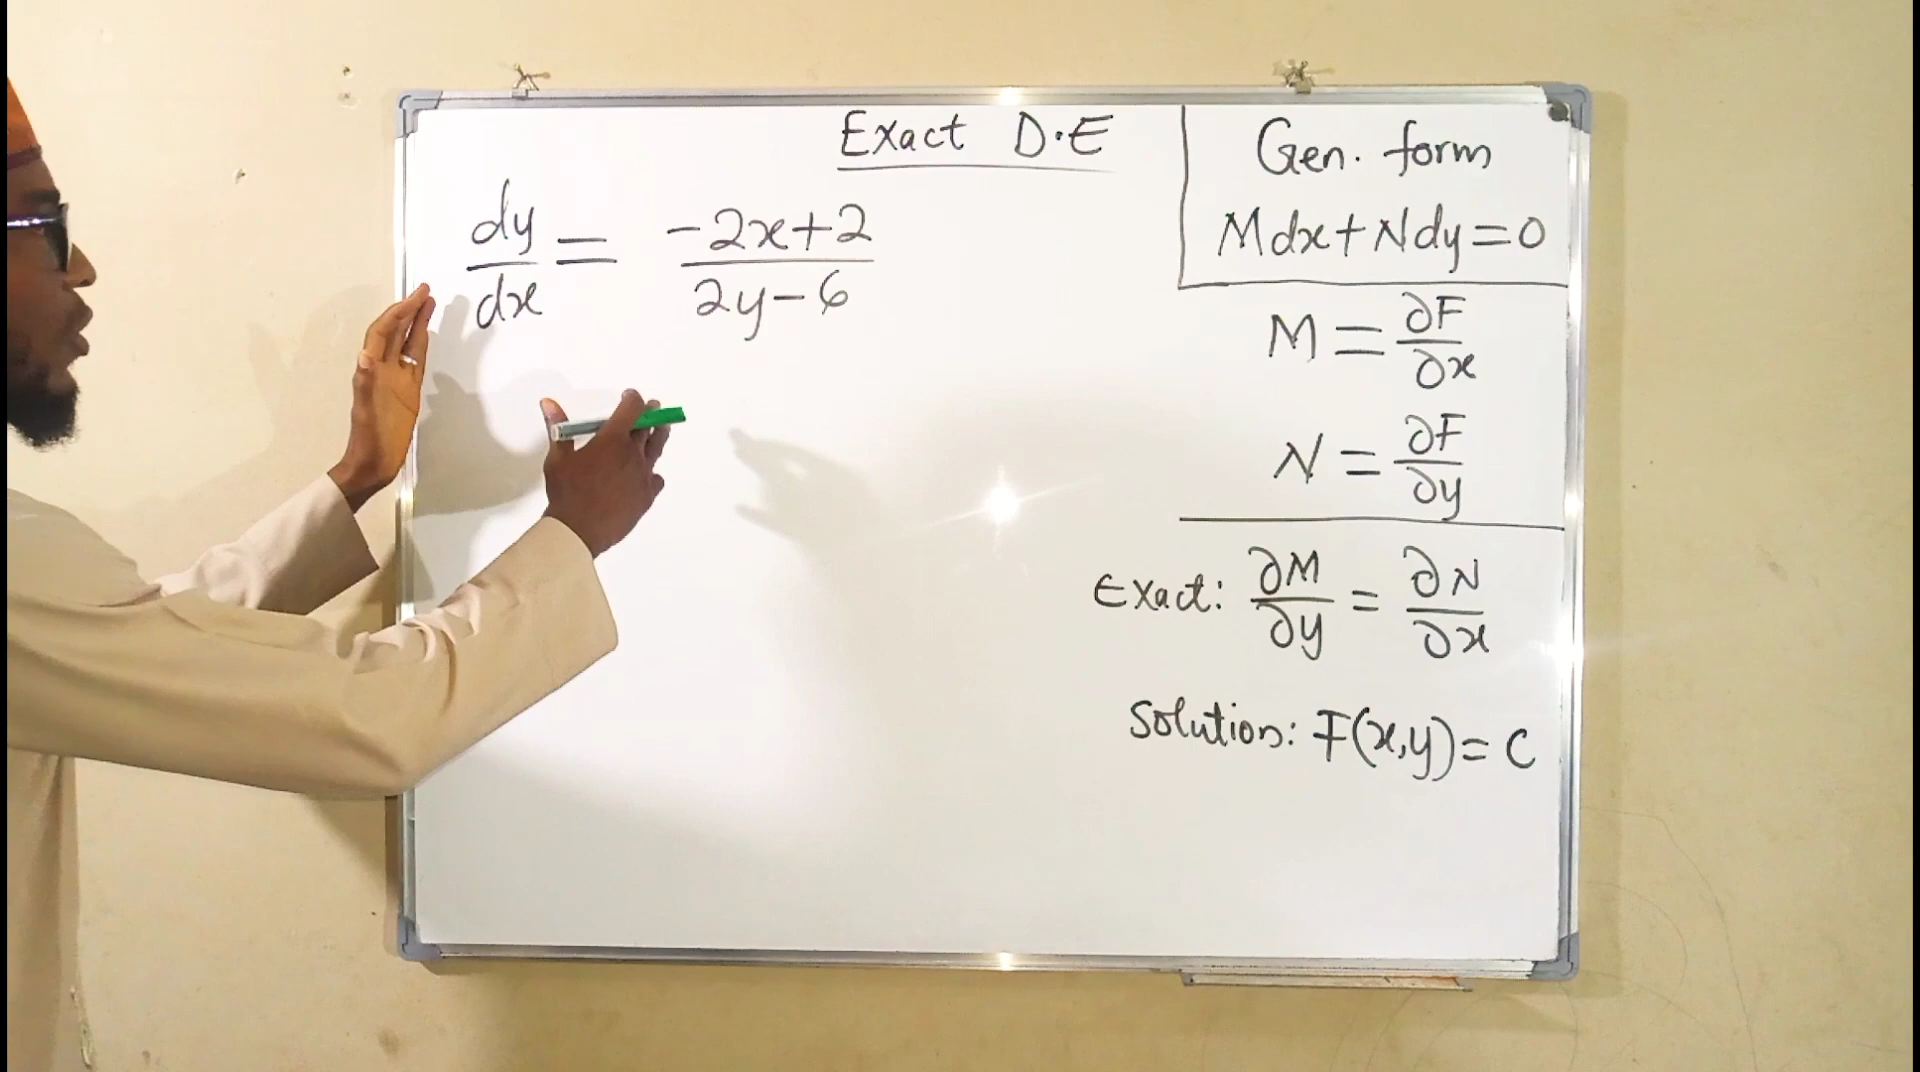 Exact D.E
dy/dx = -2x+2/2y-6
Gen. form
Mdx+Ndy=0
M = ∂F/∂x
N = ∂F/∂y
Exact: ∂M/∂y = ∂N/∂x
Solution: F(x,y)= C